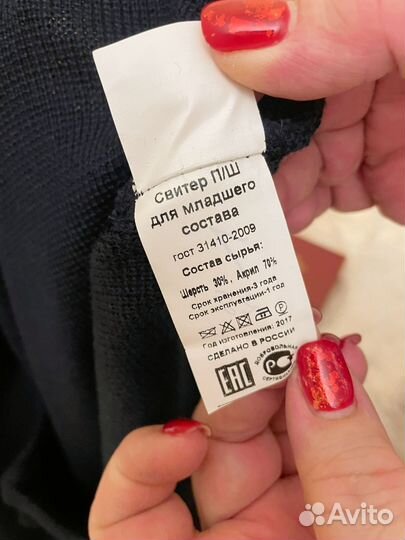 Свитер П/Ш
для младшего
состава
ГОСТ 31410-2009
Состав сырья:
Шерсть 30%, Акрил 70%
Срок хранения-3 года
Срок эксплуатации-1 год
Год изготовления: 2017
СДЕЛАНО В РОССИИ
ЕАС
ДОБРОВОЛЬНАЯ
Avito